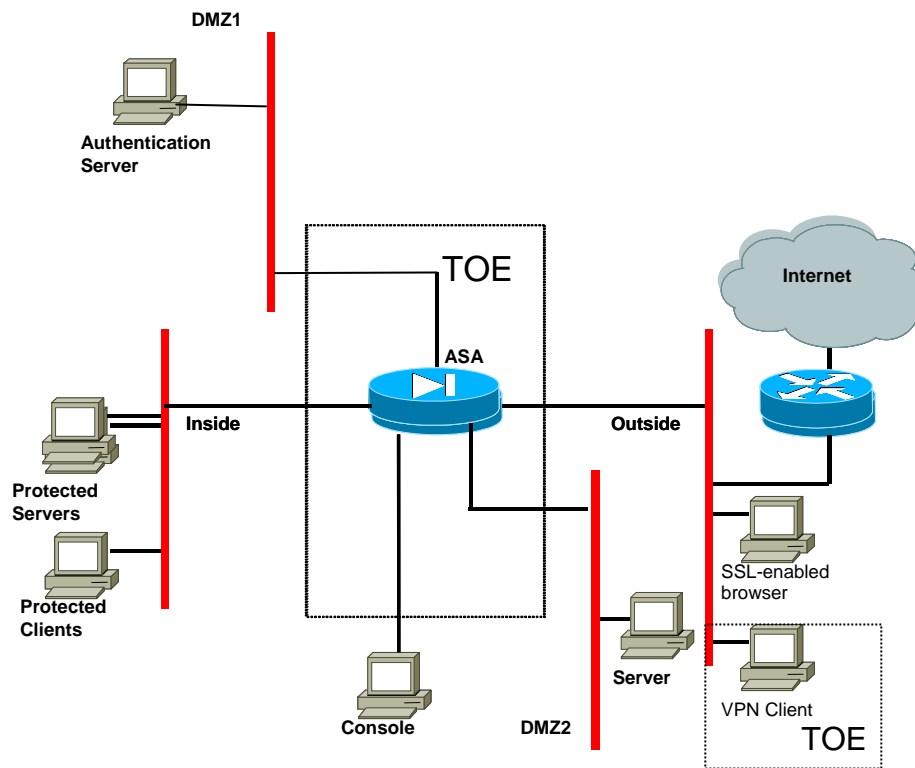 DMZ1
Authentication
Server
TOE
Internet
ASA
Inside
Outside
Protected
Servers
SSL-enabled
browser
Protected
Clients
Server
Console
DMZ2
VPN Client
TOE